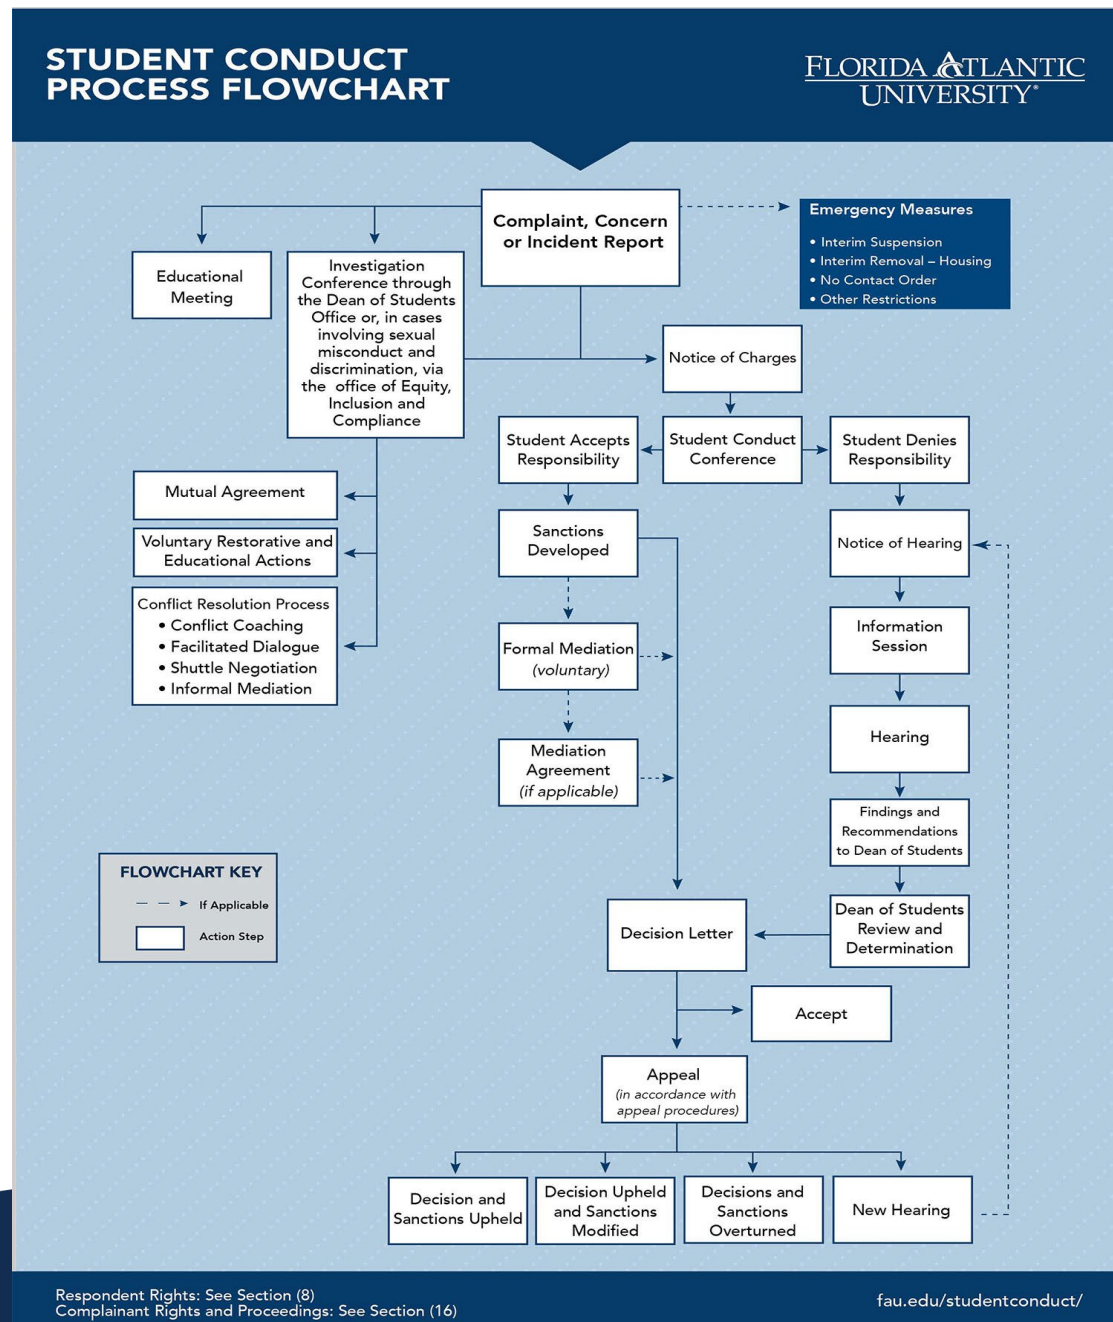 STUDENT CONDUCT
PROCESS FLOWCHART
FLORIDA ATLANTIC
UNIVERSITY®
Complaint, Concern
or Incident Report
Emergency Measures
• Interim Suspension
• Interim Removal – Housing
• No Contact Order
• Other Restrictions
Educational
Meeting
Investigation
Conference through
the Dean of Students
Office or, in cases
involving sexual
misconduct and
discrimination, via
the office of Equity,
Inclusion and
Compliance
Notice of Charges
Student Accepts
Responsibility
Student Conduct
Conference
Student Denies
Responsibility
Mutual Agreement
Voluntary Restorative and
Educational Actions
Conflict Resolution Process
• Conflict Coaching
• Facilitated Dialogue
• Shuttle Negotiation
• Informal Mediation
Sanctions
Developed
Formal Mediation
(voluntary)
Mediation
Agreement
(if applicable)
Notice of Hearing
Information
Session
Hearing
Findings and
Recommendations
to Dean of Students
Dean of Students
Review and
Determination
FLOWCHART KEY
If Applicable
Action Step
Decision Letter
Accept
Appeal
(in accordance with
appeal procedures)
Decision and
Sanctions Upheld
Decision Upheld
and Sanctions
Modified
Decisions and
Sanctions
Overturned
New Hearing
Respondent Rights: See Section (8)
Complainant Rights and Proceedings: See Section (16)
fau.edu/studentconduct/